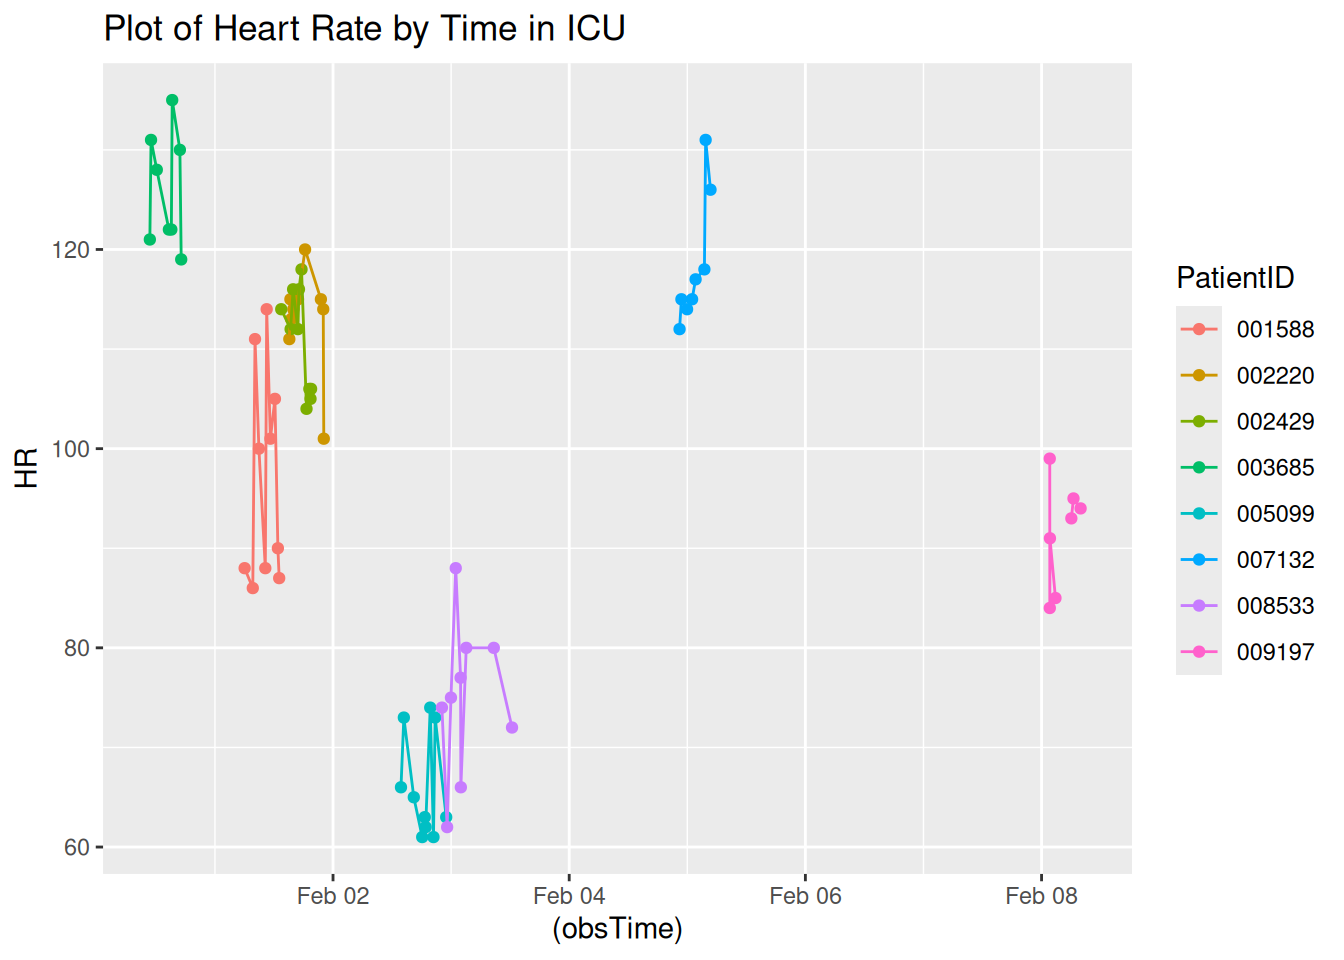 Plot of Heart Rate by Time in ICU
120
100
80
60
HR
Feb 02
Feb 04
Feb 06
Feb 08
(obsTime)
PatientID
001588
002220
002429
003685
005099
007132
008533
009197